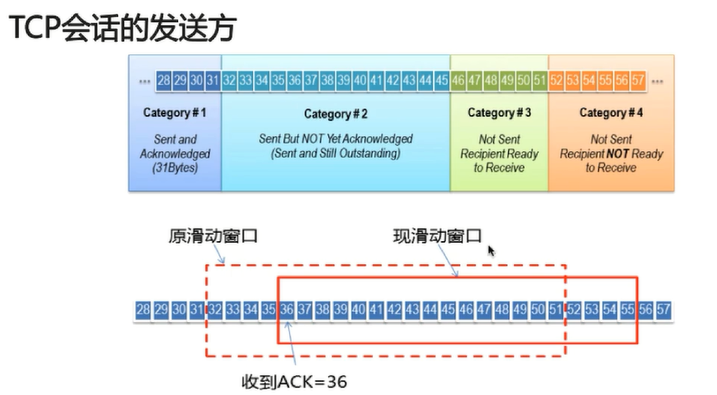 TCP会话的发送方
... 28 29 30 31 32 33 34 35 36 37 38 39 40 41 42 43 44 45 46 47 48 49 50 51 52 53 54 55 56 57 ...
Category # 1
Sent and
Acknowledged
(31Bytes)
Category # 2
Sent But NOT Yet Acknowledged
(Sent and Still Outstanding)
Category # 3
Not Sent
Recipient Ready
to Receive
Category # 4
Not Sent
Recipient NOT Ready
to Receive
原滑动窗口
现滑动窗口
28 29 30 31 32 33 34 35 36 37 38 39 40 41 42 43 44 45 46 47 48 49 50 51 52 53 54 55 56 57
收到ACK=36